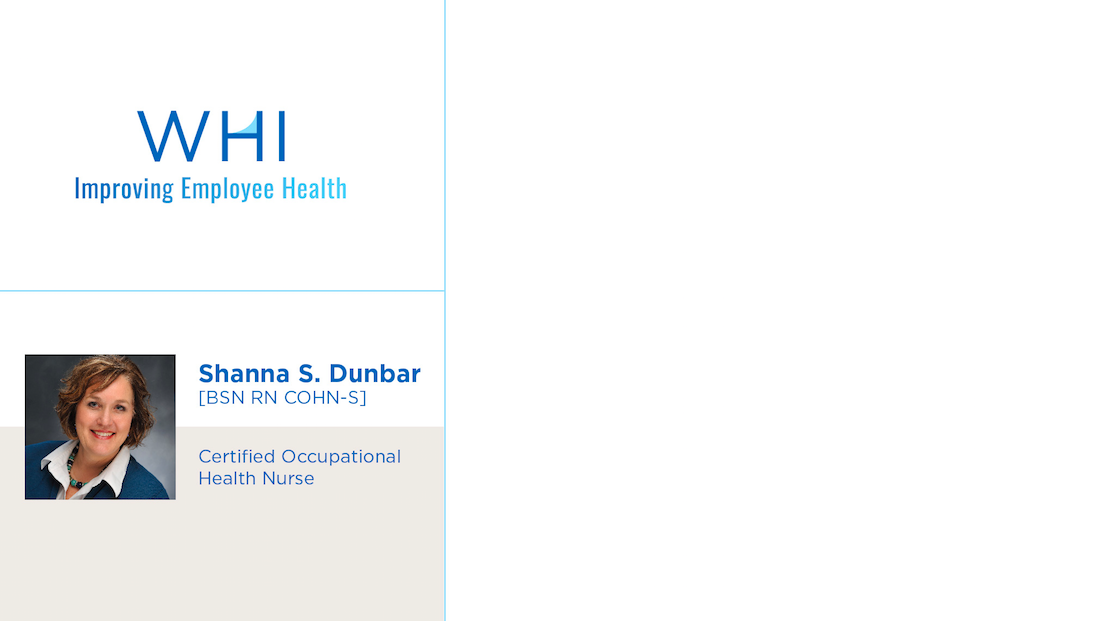 WHI
Improving Employee Health
Shanna S. Dunbar
[BSN RN COHN-S]
Certified Occupational
Health Nurse